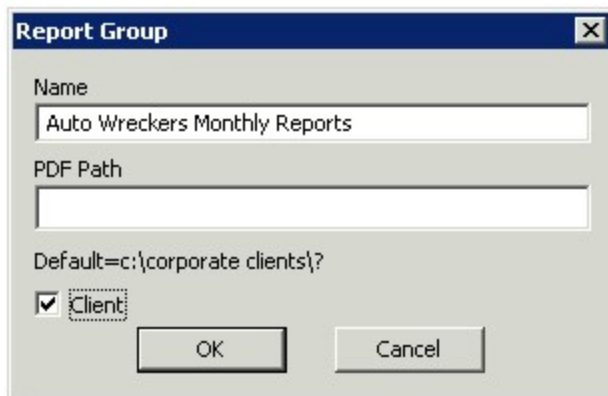 Report Group
Name
Auto Wreckers Monthly Reports
PDF Path
Default=c:\corporate clients\?
Client
OK Cancel